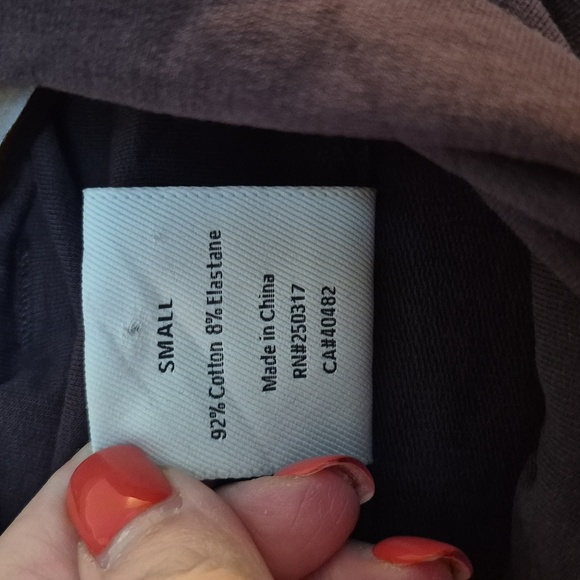 SMALL
92% Cotton 8% Elastane
Made in China
RN#250317
CA#40482